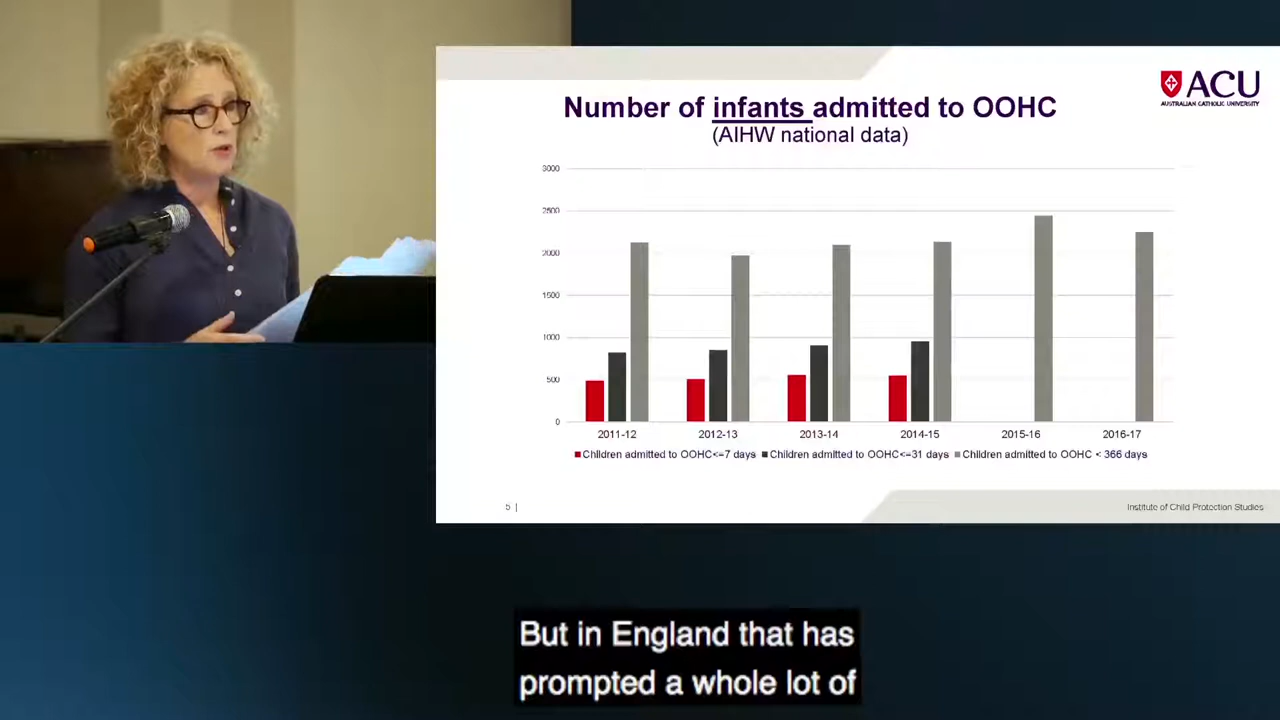 ACU
AUSTRALIAN CATHOLIC UNIVERSITY
Number of infants admitted to OOHC
(AIHW national data)
3000
2500
2000
1500
1000
500
0
2011-12 2012-13 2013-14 2014-15 2015-16 2016-17
Children admitted to OOHC<=7 days Children admitted to OOHC<=31 days Children admitted to OOHC < 366 days
5 | Institute of Child Protection Studies
But in England that has
prompted a whole lot of